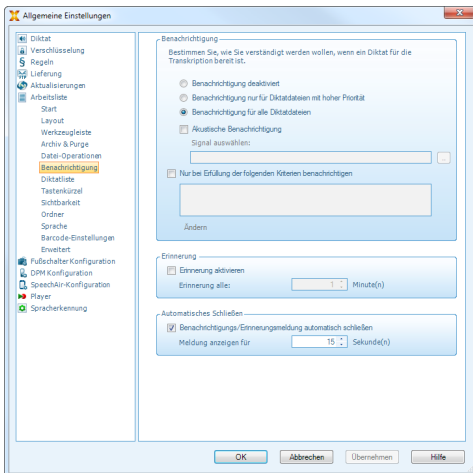 Allgemeine Einstellungen
Diktat
Verschlüsselung
Regeln
Lieferung
Aktualisierungen
Arbeitsliste
Start
Layout
Werkzeugleiste
Archiv & Purge
Datei-Operationen
Benachrichtigung
Diktatliste
Tastenkürzel
Sichtbarkeit
Ordner
Sprache
Barcode-Einstellungen
Erweitert
Fußschalter Konfiguration
DPM Konfiguration
SpeechAir-Konfiguration
Player
Spracherkennung
Benachrichtigung
Bestimmen Sie, wie Sie verständigt werden wollen, wenn ein Diktat für die
Transkription bereit ist.
Benachrichtigung deaktiviert
Benachrichtigung nur für Diktatdateien mit hoher Priorität
Benachrichtigung für alle Diktatdateien
Akustische Benachrichtigung
Signal auswählen:
...
Nur bei Erfüllung der folgenden Kriterien benachrichtigen
Ändern
Erinnerung
Erinnerung aktivieren
Erinnerung alle: 1 Minute(n)
Automatisches Schließen
Benachrichtigungs/Erinnerungsmeldung automatisch schließen
Meldung anzeigen für 15 Sekunde(n)
OK Abbrechen Übernehmen Hilfe